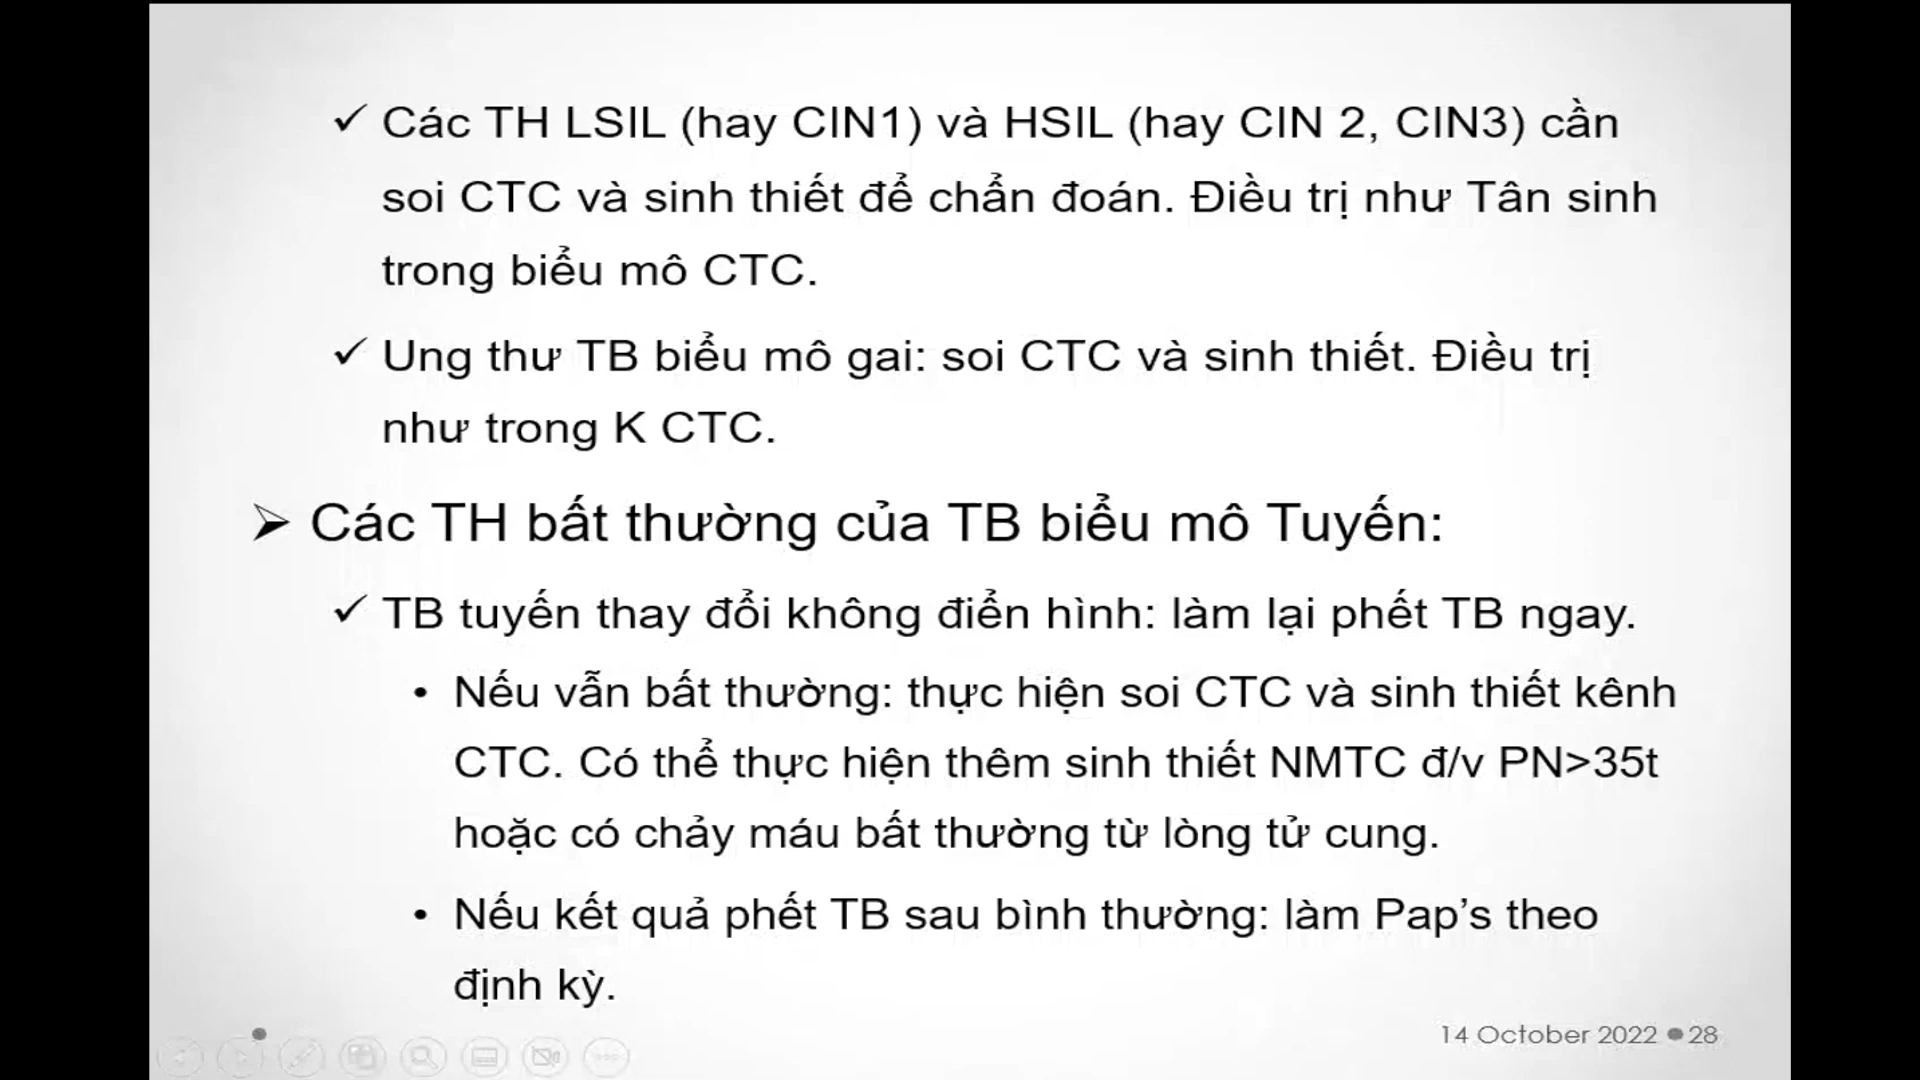 ✓ Các TH LSIL (hay CIN1) và HSIL (hay CIN 2, CIN3) cần
soi CTC và sinh thiết để chẩn đoán. Điều trị như Tân sinh
trong biểu mô CTC.
✓ Ung thư TB biểu mô gai: soi CTC và sinh thiết. Điều trị
như trong K CTC.
➢ Các TH bất thường của TB biểu mô Tuyến:
✓ TB tuyến thay đổi không điển hình: làm lại phết TB ngay.
• Nếu vẫn bất thường: thực hiện soi CTC và sinh thiết kênh
CTC. Có thể thực hiện thêm sinh thiết NMTC đ/v PN>35t
hoặc có chảy máu bất thường từ lòng tử cung.
• Nếu kết quả phết TB sau bình thường: làm Pap’s theo
định kỳ.
14 October 2022 ● 28